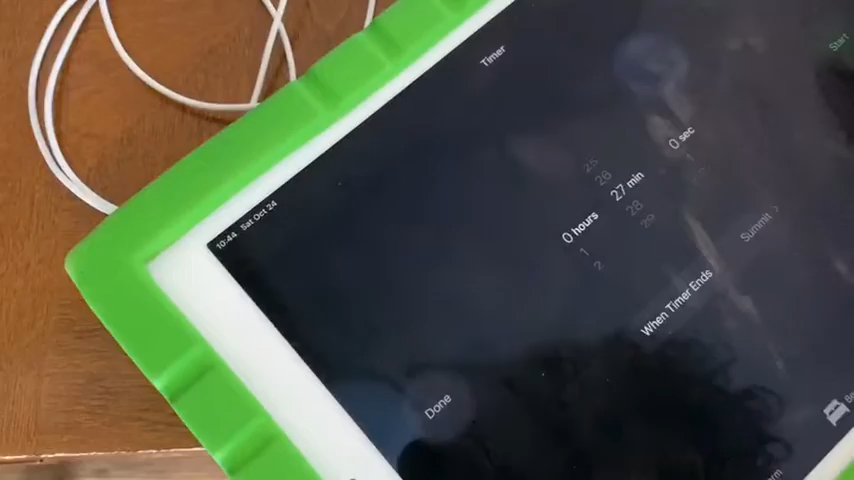 10:44 Sat Oct 24
Timer
Start
25
26
0 hours 27 min 0 sec
1 28
2 29
When Timer Ends Summit >
Done